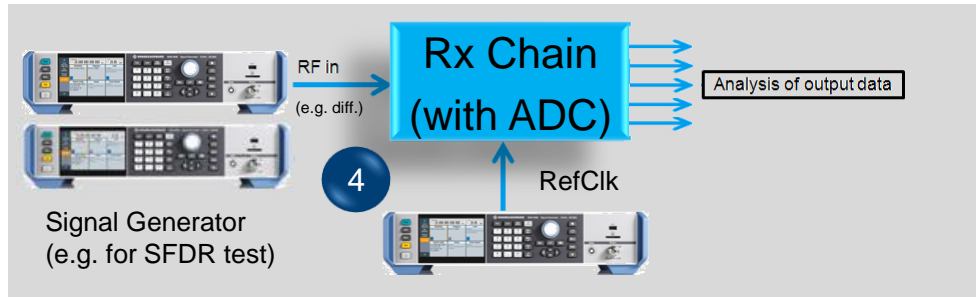 RF in
(e.g. diff.)
Rx Chain
(with ADC)
Analysis of output data
4
RefClk
Signal Generator
(e.g. for SFDR test)